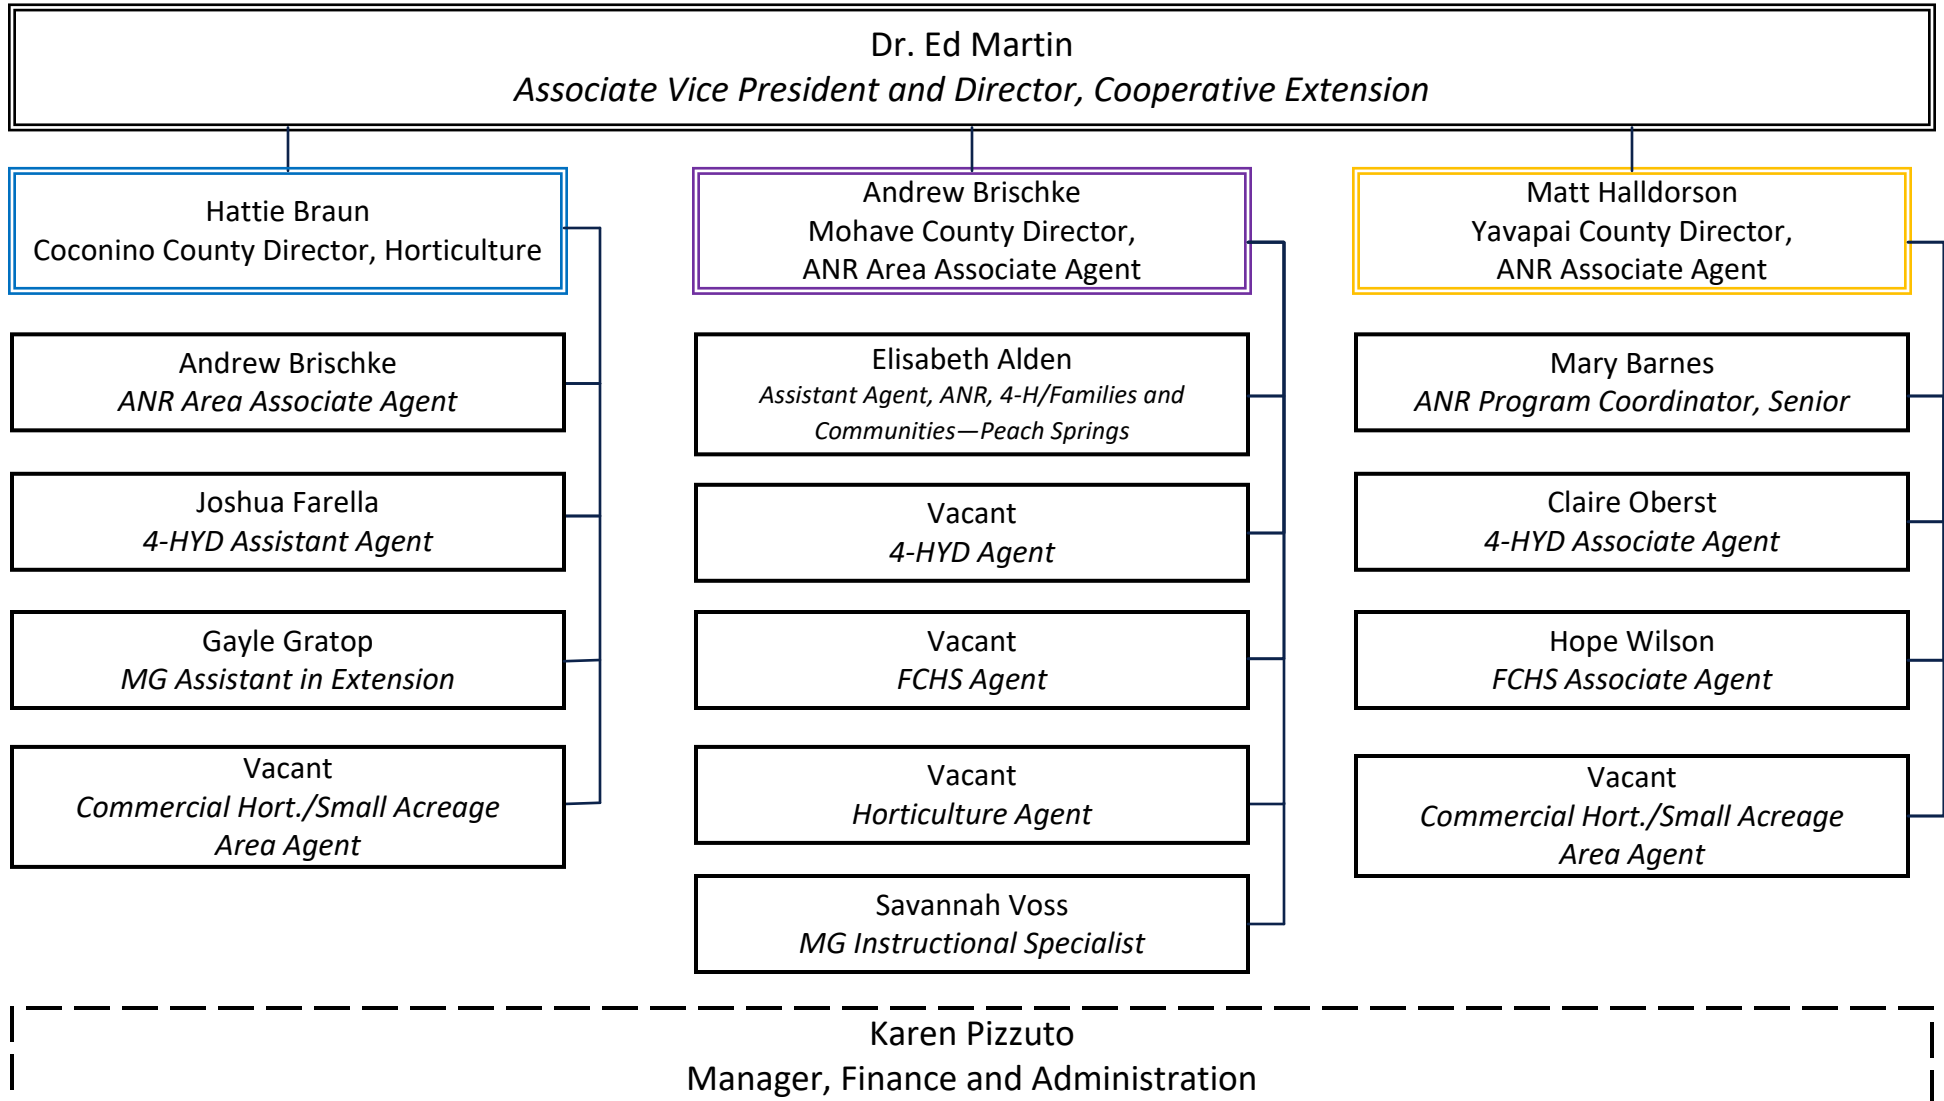 Dr. Ed Martin
Associate Vice President and Director, Cooperative Extension
Hattie Braun
Coconino County Director, Horticulture
Andrew Brischke
ANR Area Associate Agent
Joshua Farella
4-HYD Assistant Agent
Gayle Gratop
MG Assistant in Extension
Vacant
Commercial Hort./Small Acreage
Area Agent
Andrew Brischke
Mohave County Director,
ANR Area Associate Agent
Elisabeth Alden
Assistant Agent, ANR, 4-H/Families and
Communities—Peach Springs
Vacant
4-HYD Agent
Vacant
FCHS Agent
Vacant
Horticulture Agent
Savannah Voss
MG Instructional Specialist
Matt Halldorson
Yavapai County Director,
ANR Associate Agent
Mary Barnes
ANR Program Coordinator, Senior
Claire Oberst
4-HYD Associate Agent
Hope Wilson
FCHS Associate Agent
Vacant
Commercial Hort./Small Acreage
Area Agent
Karen Pizzuto
Manager, Finance and Administration